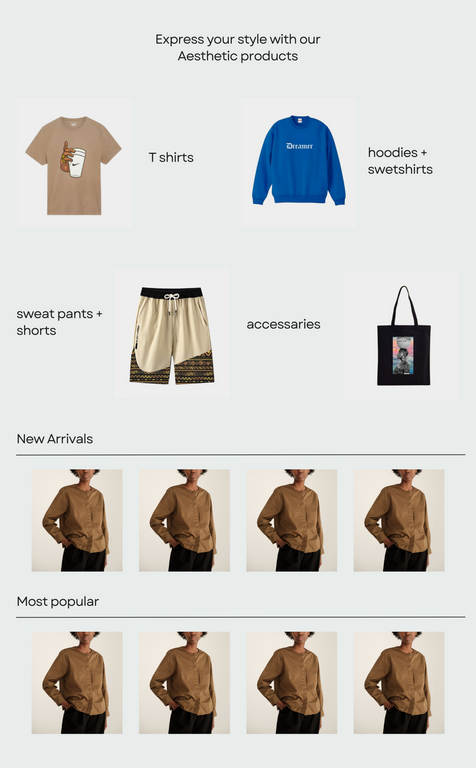 Express your style with our
Aesthetic products
T shirts
Dreamer
hoodies +
swetshirts
sweat pants +
shorts
accessaries
New Arrivals
Most popular